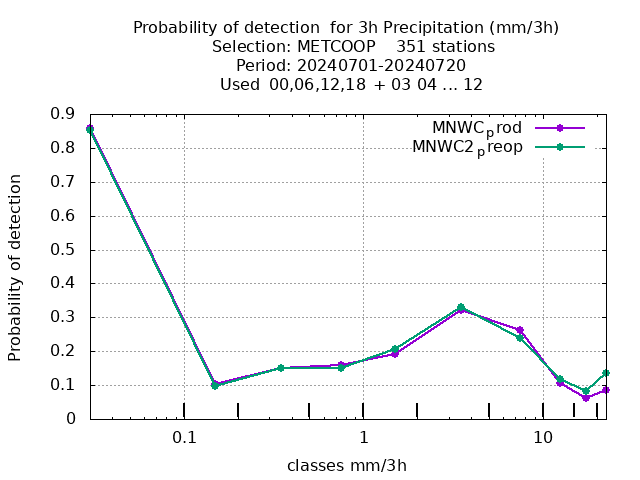 Probability of detection for 3h Precipitation (mm/3h)
Selection: METCOOP 351 stations
Period: 20240701-20240720
Used 00,06,12,18 + 03 04 ... 12
MNWCprod
MNWC2preop
Probability of detection
0.9
0.8
0.7
0.6
0.5
0.4
0.3
0.2
0.1
0
0.1 1 10
classes mm/3h